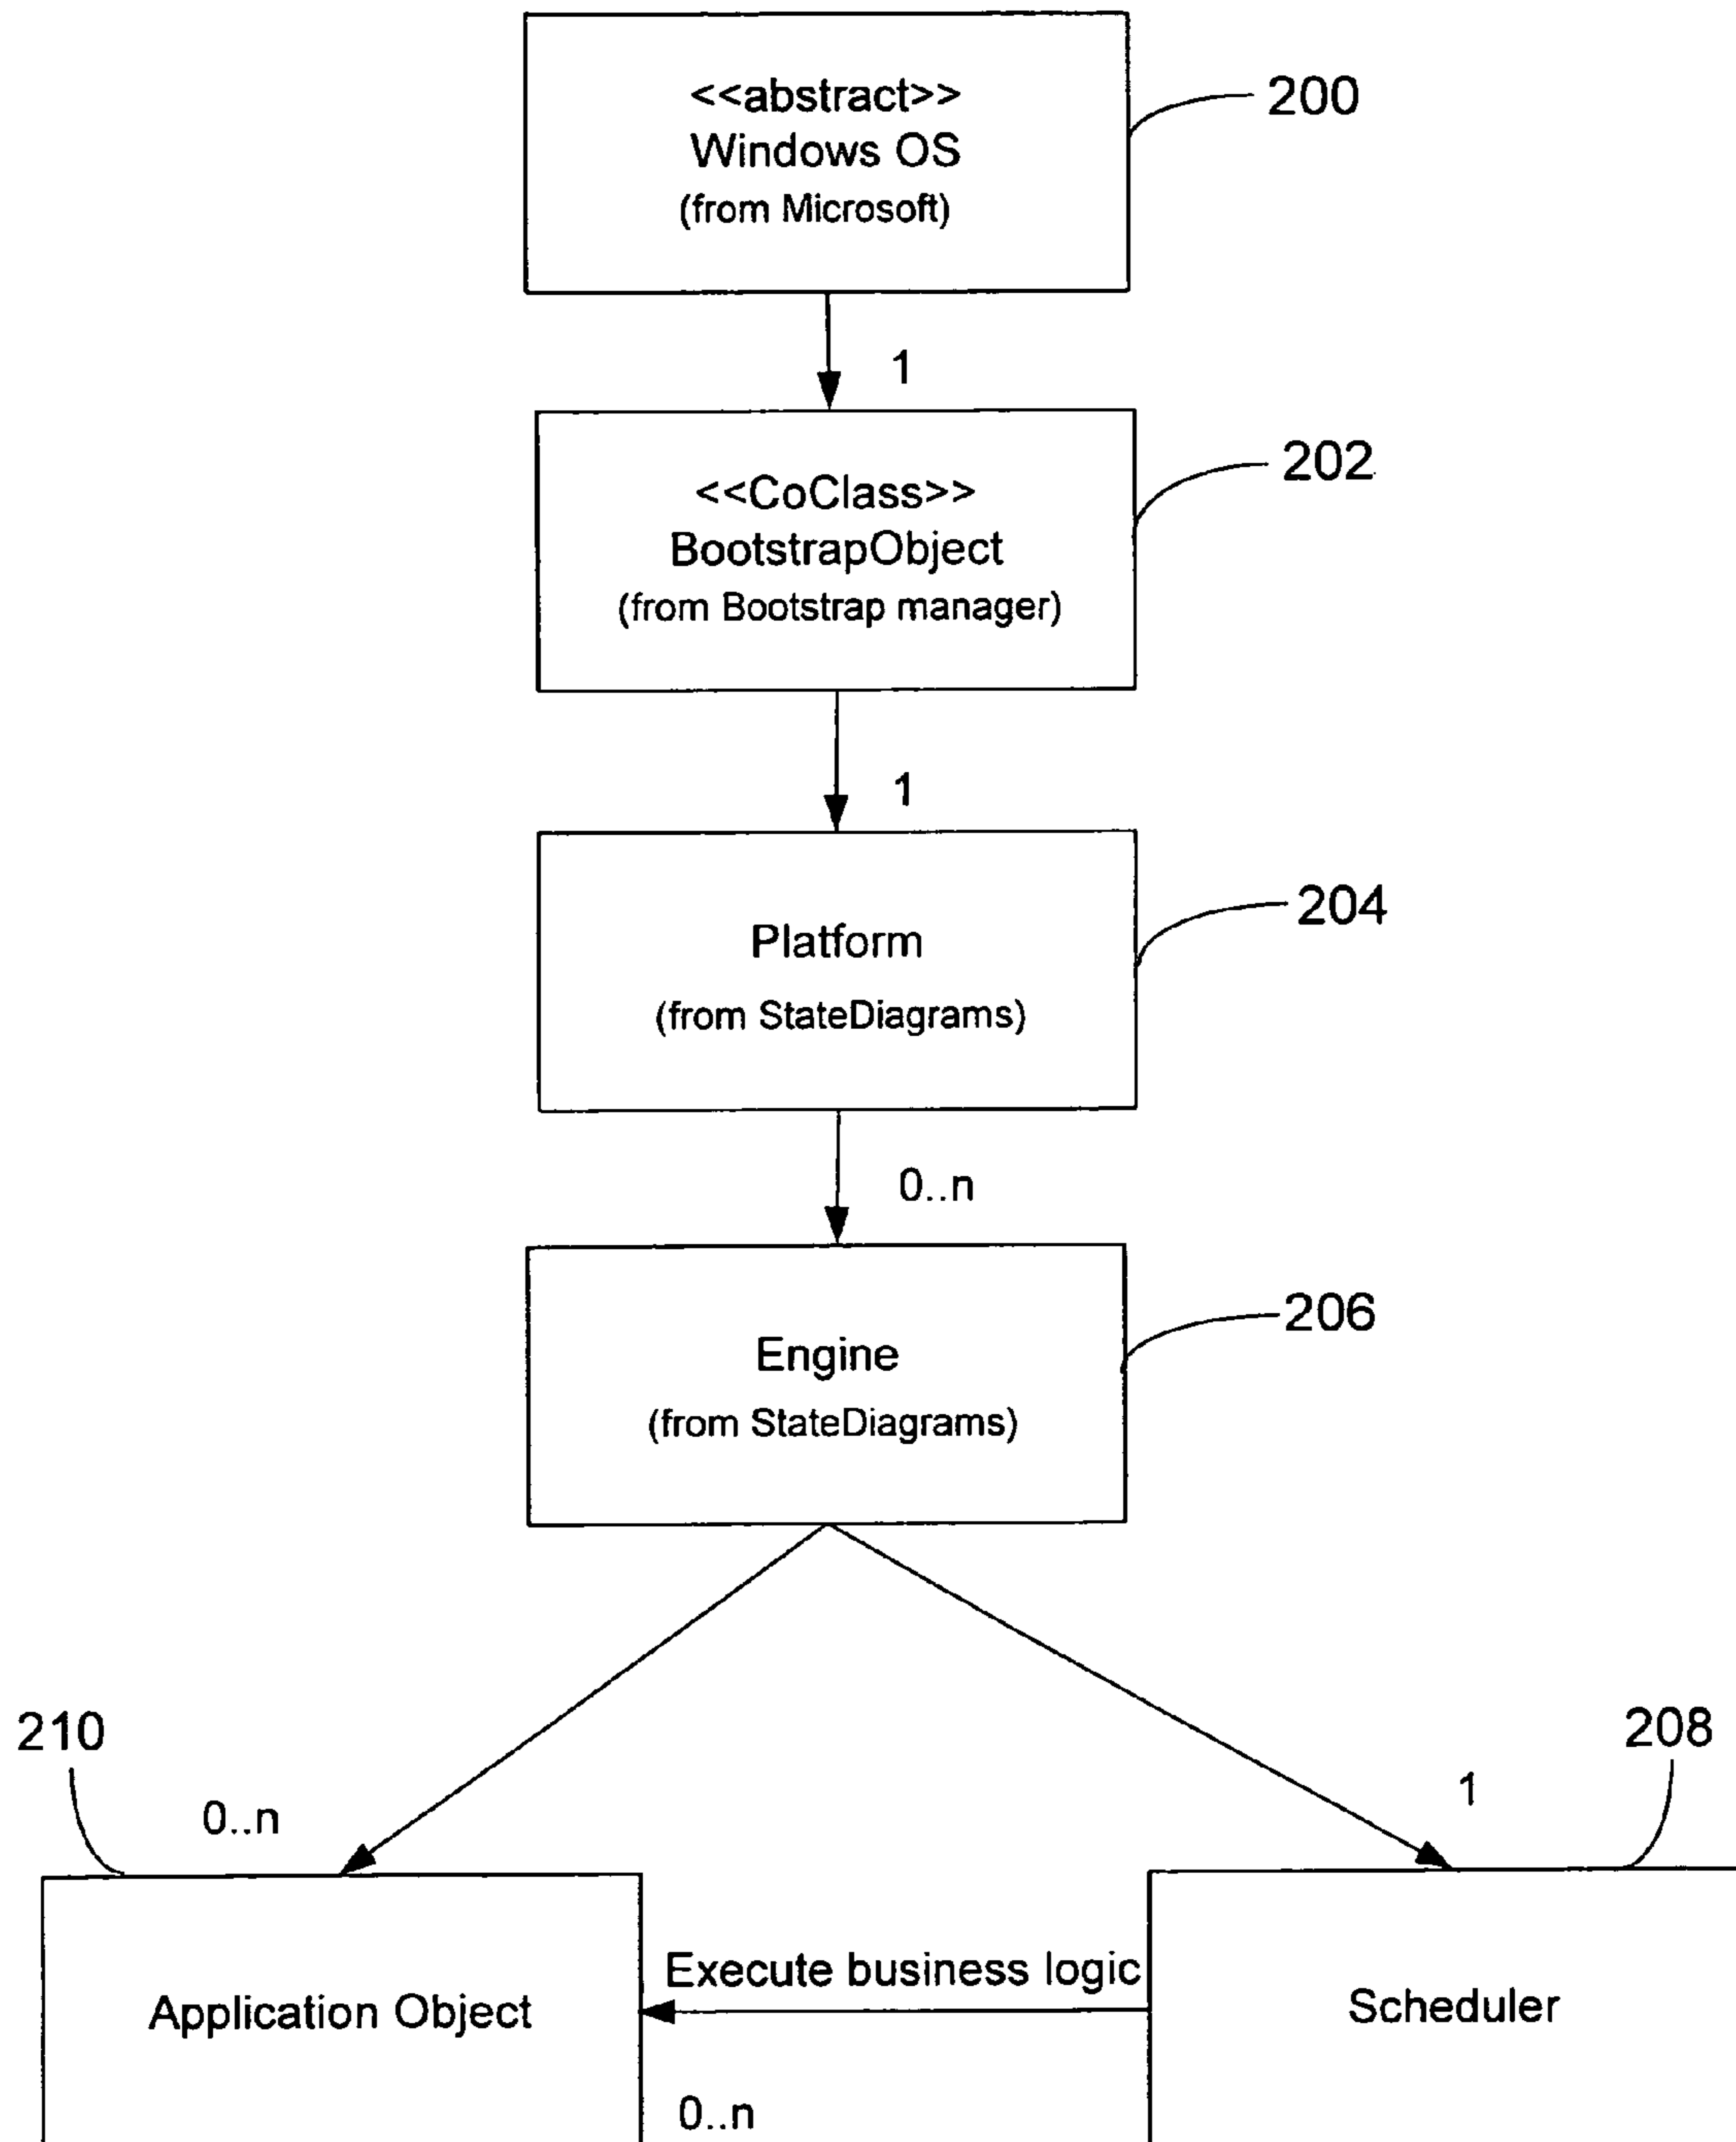 <<abstract>>
Windows OS
(from Microsoft)
200
1
<<CoClass>>
BootstrapObject
(from Bootstrap manager)
202
1
Platform
(from StateDiagrams)
204
0..n
Engine
(from StateDiagrams)
206
210
208
0..n
1
Application Object
Execute business logic
Scheduler
0..n